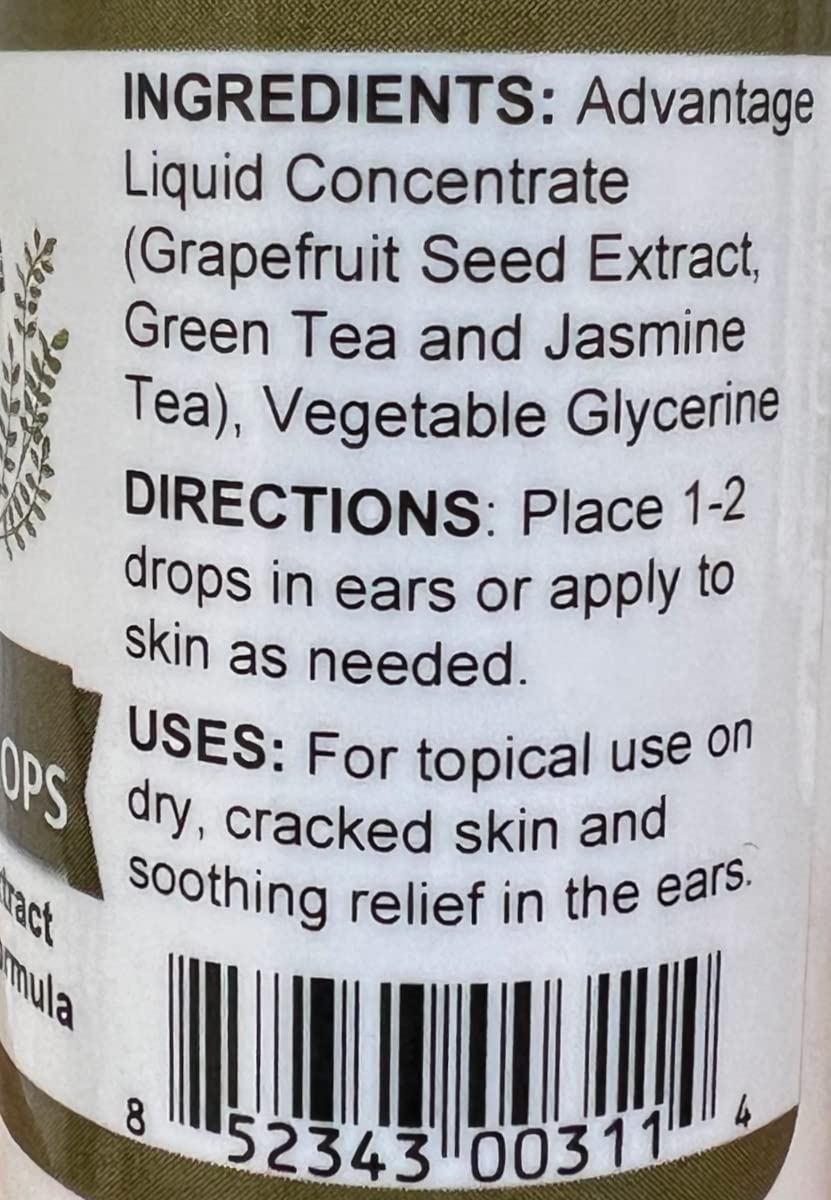 INGREDIENTS: Advantage
Liquid Concentrate
(Grapefruit Seed Extract,
Green Tea and Jasmine
Tea), Vegetable Glycerine
DIRECTIONS: Place 1-2
drops in ears or apply to
skin as needed.
USES: For topical use on
dry, cracked skin and
soothing relief in the ears.
OPS
tract
rmula
8 52343 00311 4